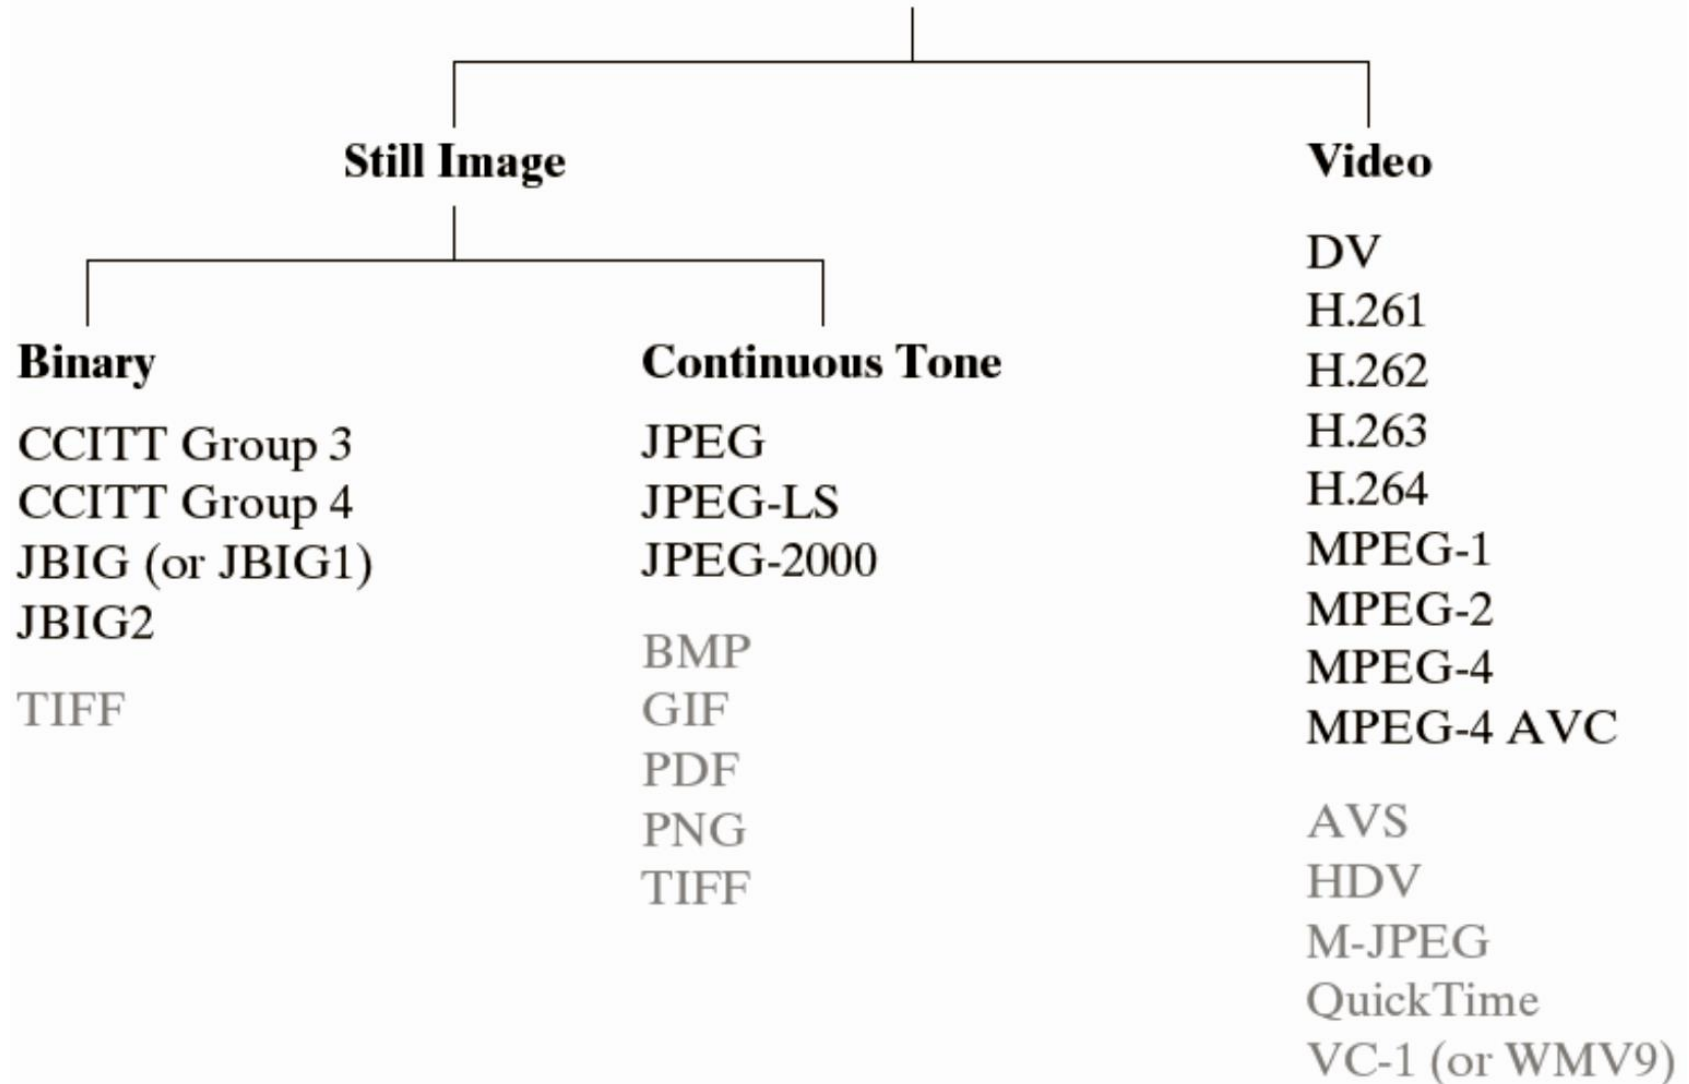 Still Image
Video
Binary
CCITT Group 3
CCITT Group 4
JBIG (or JBIG1)
JBIG2
TIFF
Continuous Tone
JPEG
JPEG-LS
JPEG-2000
BMP
GIF
PDF
PNG
TIFF
DV
H.261
H.262
H.263
H.264
MPEG-1
MPEG-2
MPEG-4
MPEG-4 AVC
AVS
HDV
M-JPEG
QuickTime
VC-1 (or WMV9)